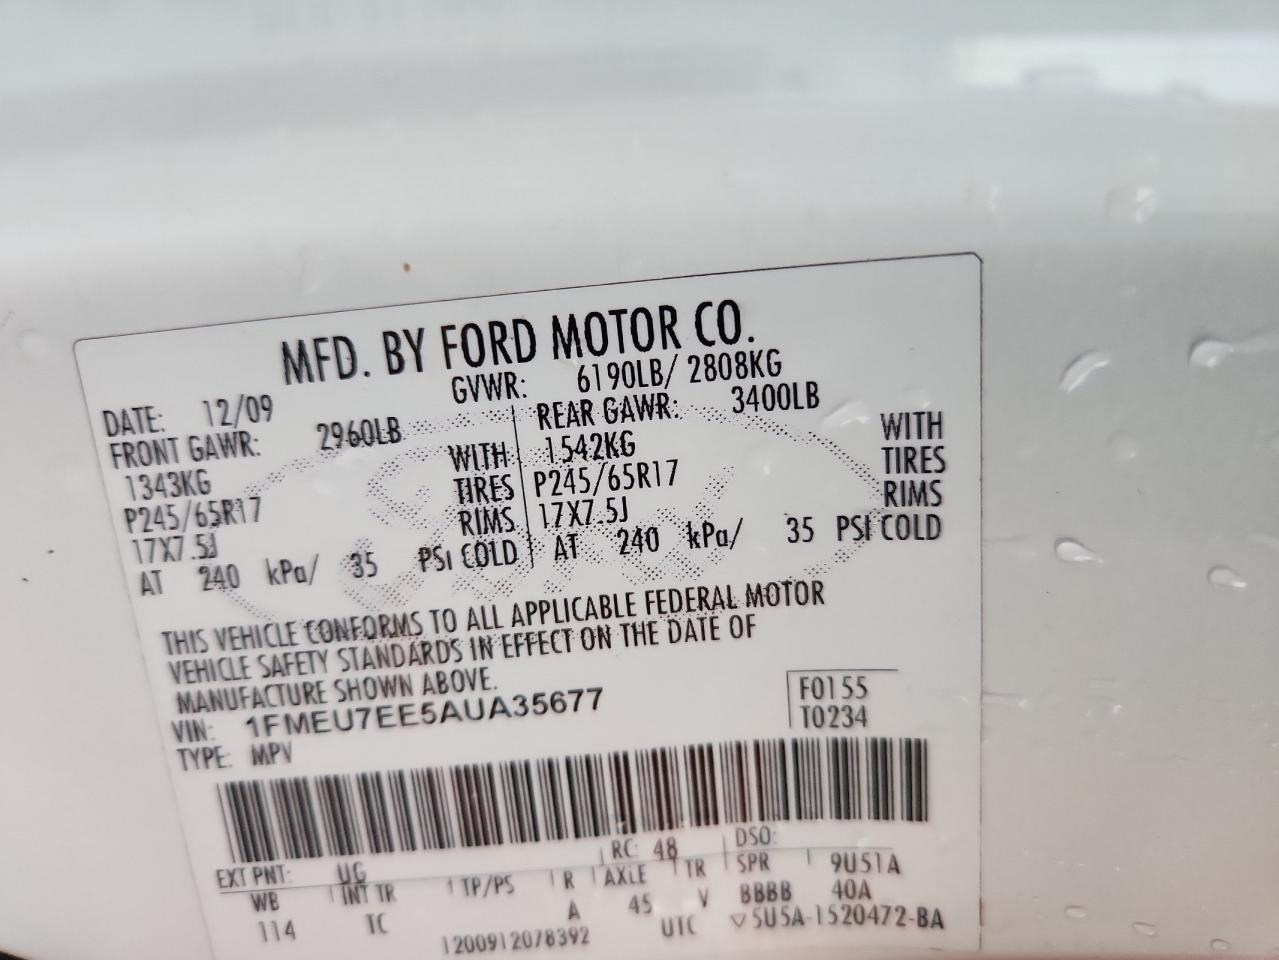 MFD. BY FORD MOTOR CO.
DATE: 12/09 GVWR: 6190LB/ 2808KG
FRONT GAWR: 2960LB REAR GAWR: 3400LB
1343KG WITH 1542KG WITH
P245/65R17 TIRES P245/65R17 TIRES
17X7.5J RIMS 17X7.5J RIMS
AT 240 kPa/ 35 PSI COLD AT 240 kPa/ 35 PSI COLD
THIS VEHICLE CONFORMS TO ALL APPLICABLE FEDERAL MOTOR
VEHICLE SAFETY STANDARDS IN EFFECT ON THE DATE OF
MANUFACTURE SHOWN ABOVE.
VIN: 1FMEU7EE5AUA35677 F0155
TYPE: MPV T0234
EXT PNT: UG RC: 48 DSO:
WB INT TR TP/PS R AXLE TR SPR 9U51A
114 TC A 45 V BBBB 40A
1200912078392 UTC ▽5U5A-1520472-BA